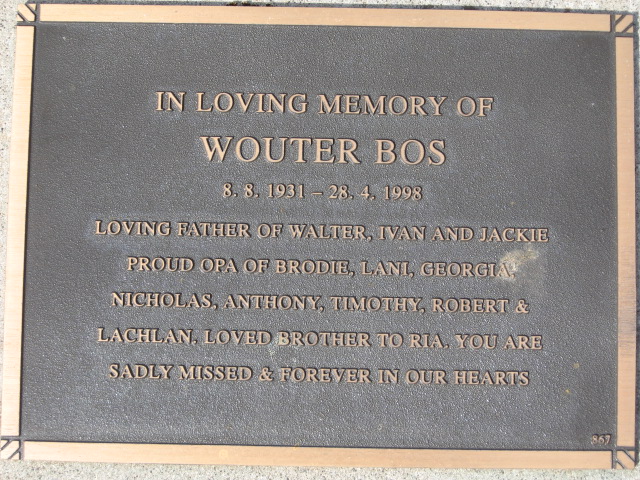 IN LOVING MEMORY OF
WOUTER BOS
8. 8. 1931 – 28. 4. 1998
LOVING FATHER OF WALTER, IVAN AND JACKIE
PROUD OPA OF BRODIE, LANI, GEORGIA,
NICHOLAS, ANTHONY, TIMOTHY, ROBERT &
LACHLAN. LOVED BROTHER TO RIA. YOU ARE
SADLY MISSED & FOREVER IN OUR HEARTS
867